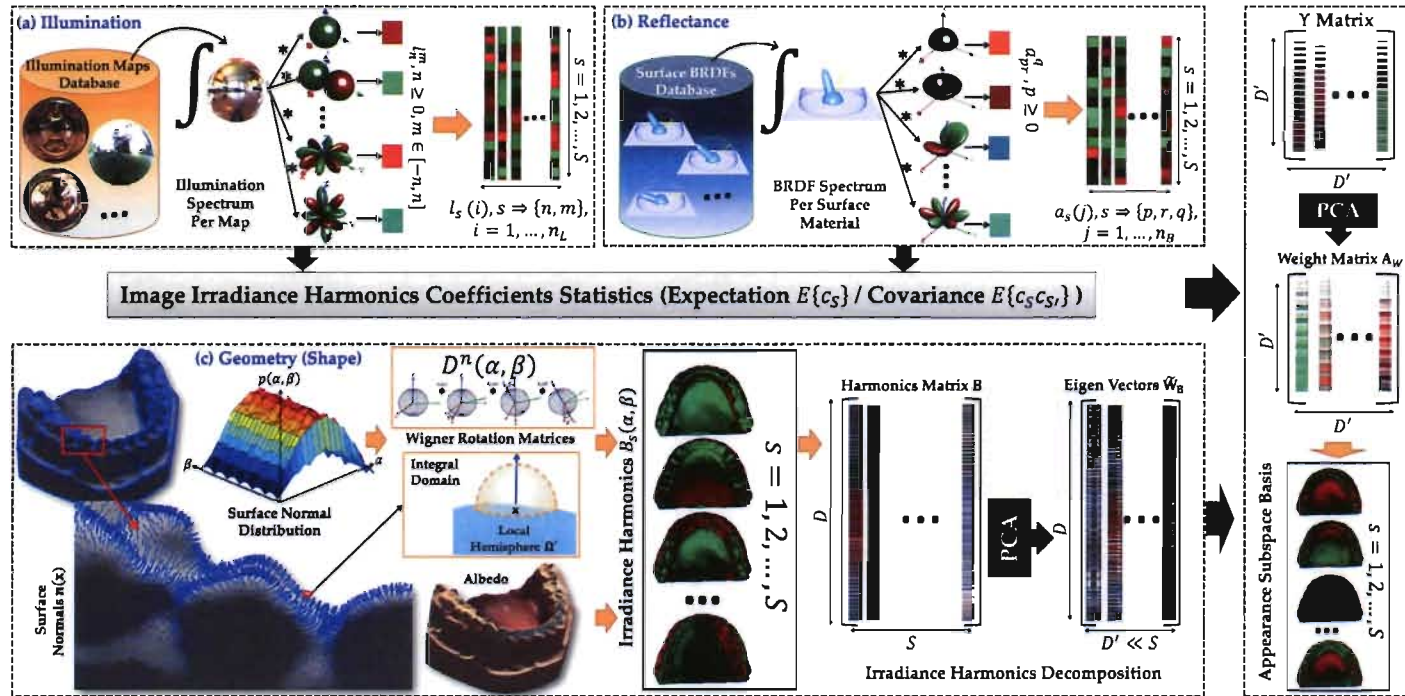 (a) Illumination
Illumination Maps
Database
Illumination
Spectrum
Per Map
l_n^m, n ≥ 0, m ∈ [−n, n]
s = 1, 2, ..., S
l_s (i), s ⇒ {n, m},
i = 1, ..., n_L
(b) Reflectance
Surface BRDFs
Database
BRDF Spectrum
Per Surface
Material
a_pr^q, p ≥ 0
s = 1, 2, ..., S
a_s (j), s ⇒ {p, r, q},
j = 1, ..., n_B
Image Irradiance Harmonics Coefficients Statistics (Expectation E{c_S} / Covariance E{c_S c_S'} )
(c) Geometry (Shape)
p(α, β)
β
α
Surface Normal
Distribution
Surface
Normals n(x)
D^n(α, β)
Wigner Rotation Matrices
Integral
Domain
x
Local
Hemisphere Ω'
Albedo
Irradiance Harmonics B_s(α, β)
s = 1, 2, ..., S
Harmonics Matrix B
D
S
PCA
Eigen Vectors W̃_B
D
D' ≪ S
Irradiance Harmonics Decomposition
Y Matrix
D'
D'
PCA
Weight Matrix A_W
D'
D'
Appearance Subspace Basis
s = 1, 2, ..., S